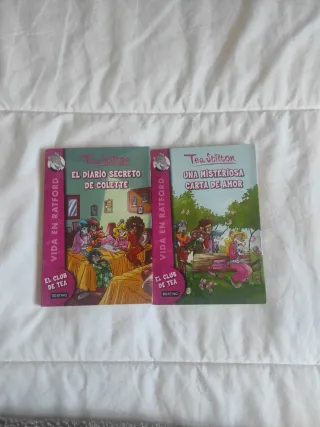 Tea Stilton
EL DIARIO SECRETO
DE COLETTE
VIDA EN RATFORD
EL CLUB
DE TEA
Tea Stilton
UNA MISTERIOSA
CARTA DE AMOR
VIDA EN RATFORD
EL CLUB
DE TEA